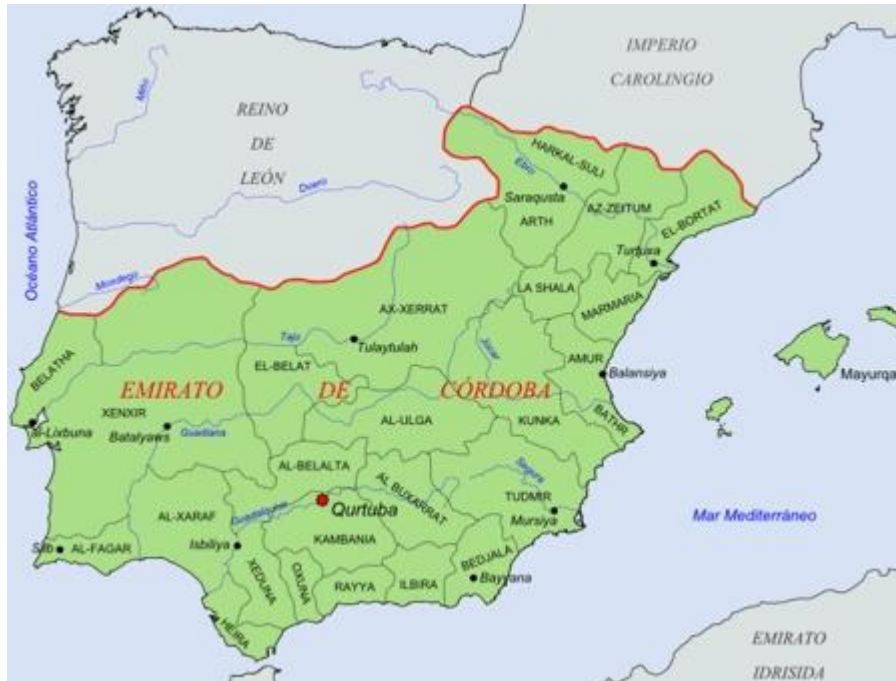 IMPERIO
CAROLINGIO
REINO
DE
LEÓN
Miño
Duero
Océano Atlántico
Mondego
HARKAL-SULI
Ebro
Saraqusta
AZ-ZEITUM
ARTH
EL-BORTAT
Turtuxa
LA SHALA
MARMARIA
AX-XERRAT
Tajo
Tulaytulah
Júcar
AMUR
BELATHA
EL-BELAT
Balansiya
Mayurqa
EMIRATO DE CÓRDOBA
XENXIR
al-Lixbuna
Batalyaws
Guadiana
AL-ULGA
KUNKA
BATHR
AL-BELALTA
AL BUXARRAT
Segura
TUDMIR
AL-XARAF
Guadalquivir
Qurtuba
Mursiya
Mar Mediterráneo
Isbiliya
KAMBANIA
Silb
AL-FAGAR
XEDUNA
OXUNA
RAYYA
ILBIRA
BEDJALA
Bayyana
HEIRA
EMIRATO
IDRISIDA